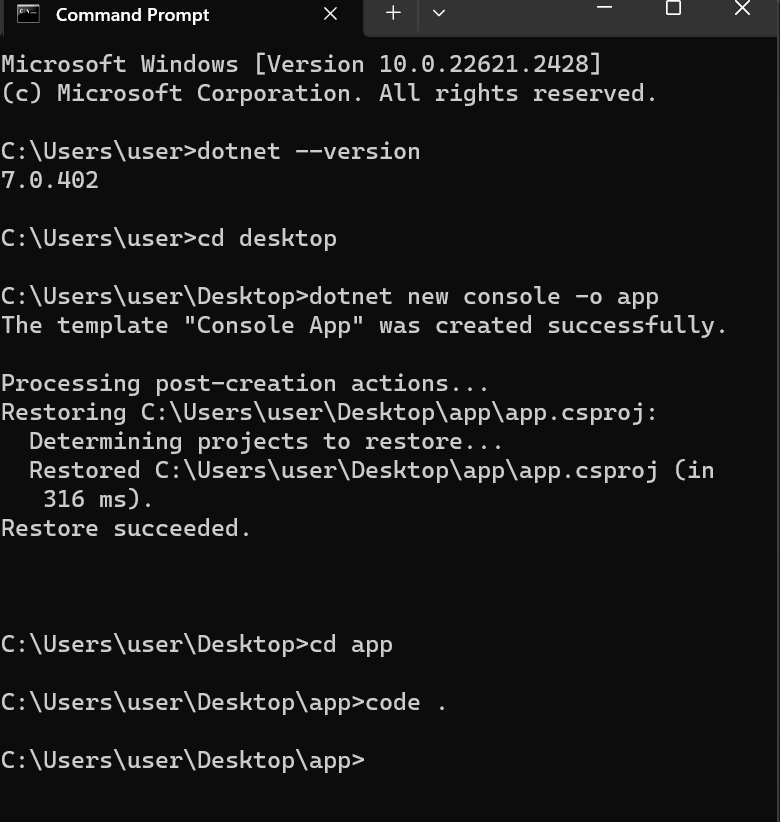 Command Prompt
Microsoft Windows [Version 10.0.22621.2428]
(c) Microsoft Corporation. All rights reserved.
C:\Users\user>dotnet --version
7.0.402
C:\Users\user>cd desktop
C:\Users\user\Desktop>dotnet new console -o app
The template "Console App" was created successfully.
Processing post-creation actions...
Restoring C:\Users\user\Desktop\app\app.csproj:
  Determining projects to restore...
  Restored C:\Users\user\Desktop\app\app.csproj (in
   316 ms).
Restore succeeded.
C:\Users\user\Desktop>cd app
C:\Users\user\Desktop\app>code .
C:\Users\user\Desktop\app>